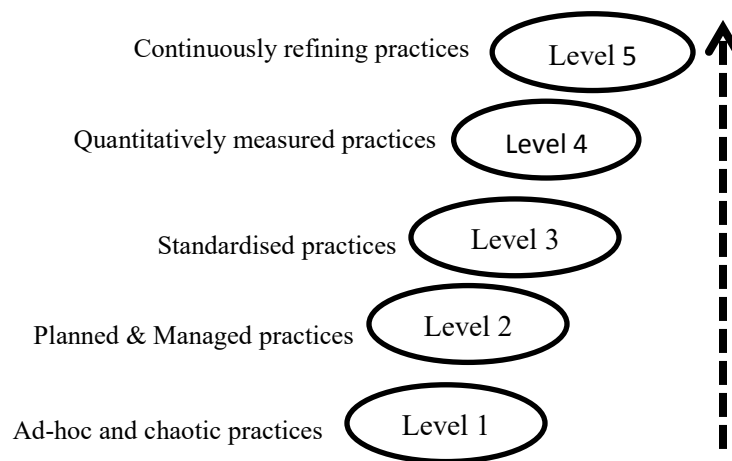 Continuously refining practices Level 5
Quantitatively measured practices Level 4
Standardised practices Level 3
Planned & Managed practices Level 2
Ad-hoc and chaotic practices Level 1